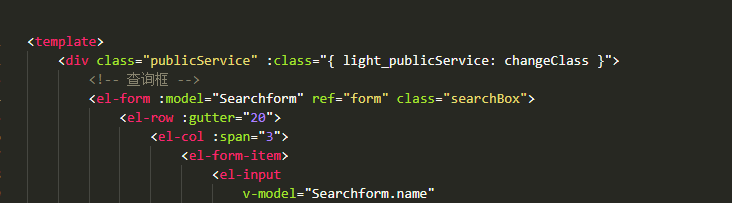 <template>
<div class="publicService" :class="{ light_publicService: changeClass }">
<!-- 查询框 -->
<el-form :model="Searchform" ref="form" class="searchBox">
<el-row :gutter="20">
<el-col :span="3">
<el-form-item>
<el-input
v-model="Searchform.name"